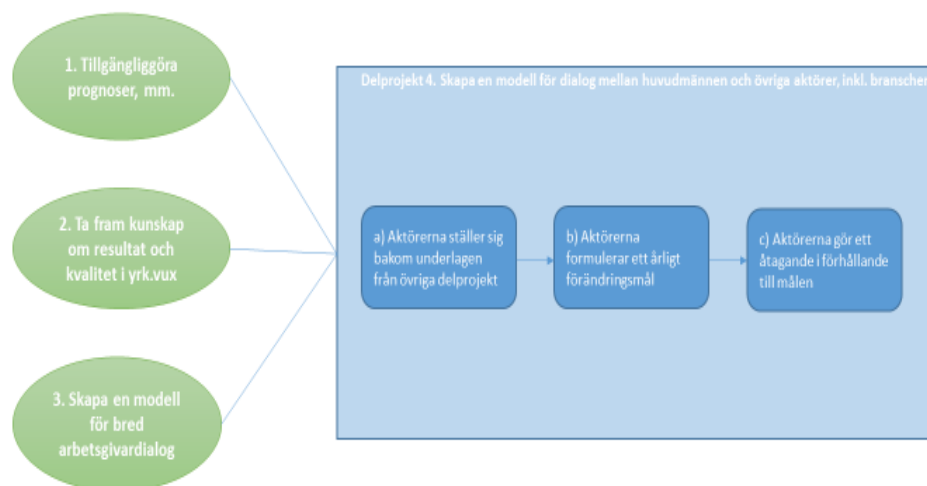 1. Tillgängliggöra
prognoser, mm.
2. Ta fram kunskap
om resultat och
kvalitet i yrk.vux
3. Skapa en modell
för bred
arbetsgivardialog
Delprojekt 4. Skapa en modell för dialog mellan huvudmännen och övriga aktörer, inkl. branscher
a) Aktörerna ställer sig
bakom underlagen
från övriga delprojekt
b) Aktörerna
formulerar ett årligt
förändringsmål
c) Aktörerna gör ett
åtagande i förhållande
till målen